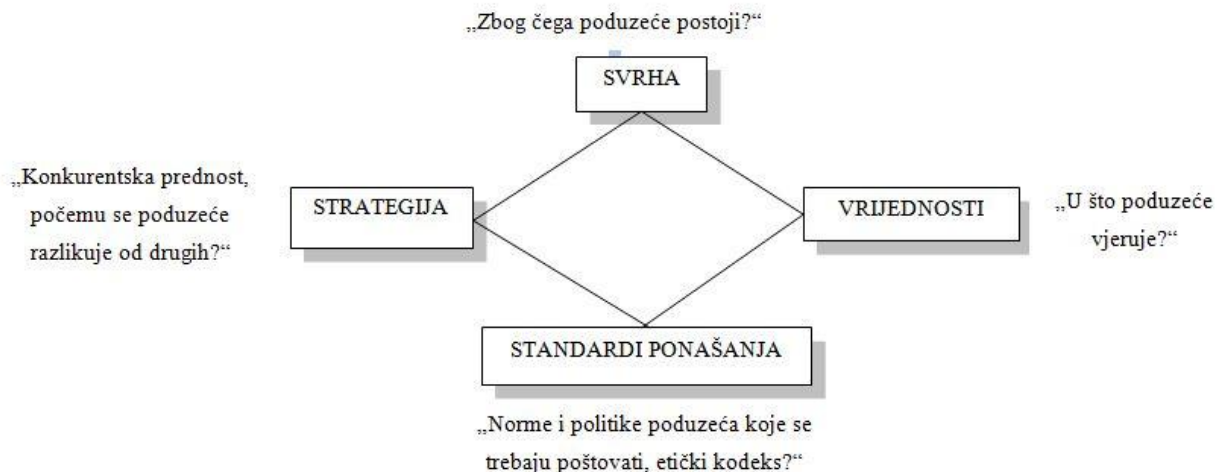 „Zbog čega poduzeće postoji?“
SVRHA
„Konkurentska prednost,
počemu se poduzeće
razlikuje od drugih?“
STRATEGIJA
VRIJEDNOSTI
„U što poduzeće
vjeruje?“
STANDARDI PONAŠANJA
„Norme i politike poduzeća koje se
trebaju poštovati, etički kodeks?“